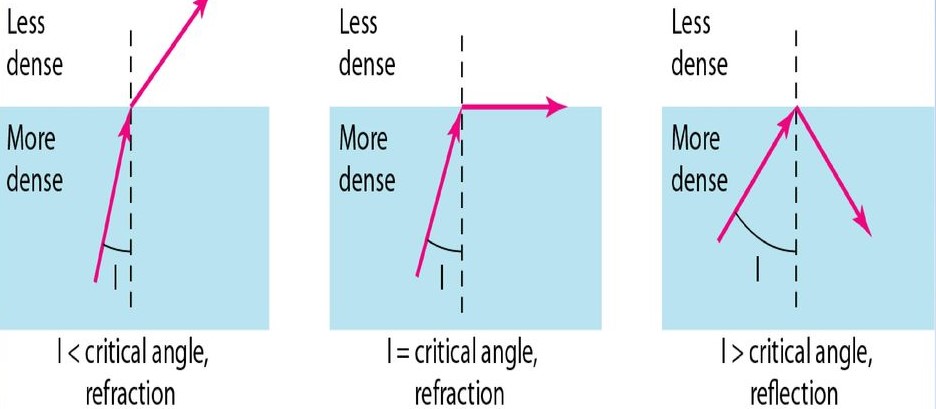 Less
dense
More
dense
I
I < critical angle,
refraction
Less
dense
More
dense
I
I = critical angle,
refraction
Less
dense
More
dense
I
I > critical angle,
reflection